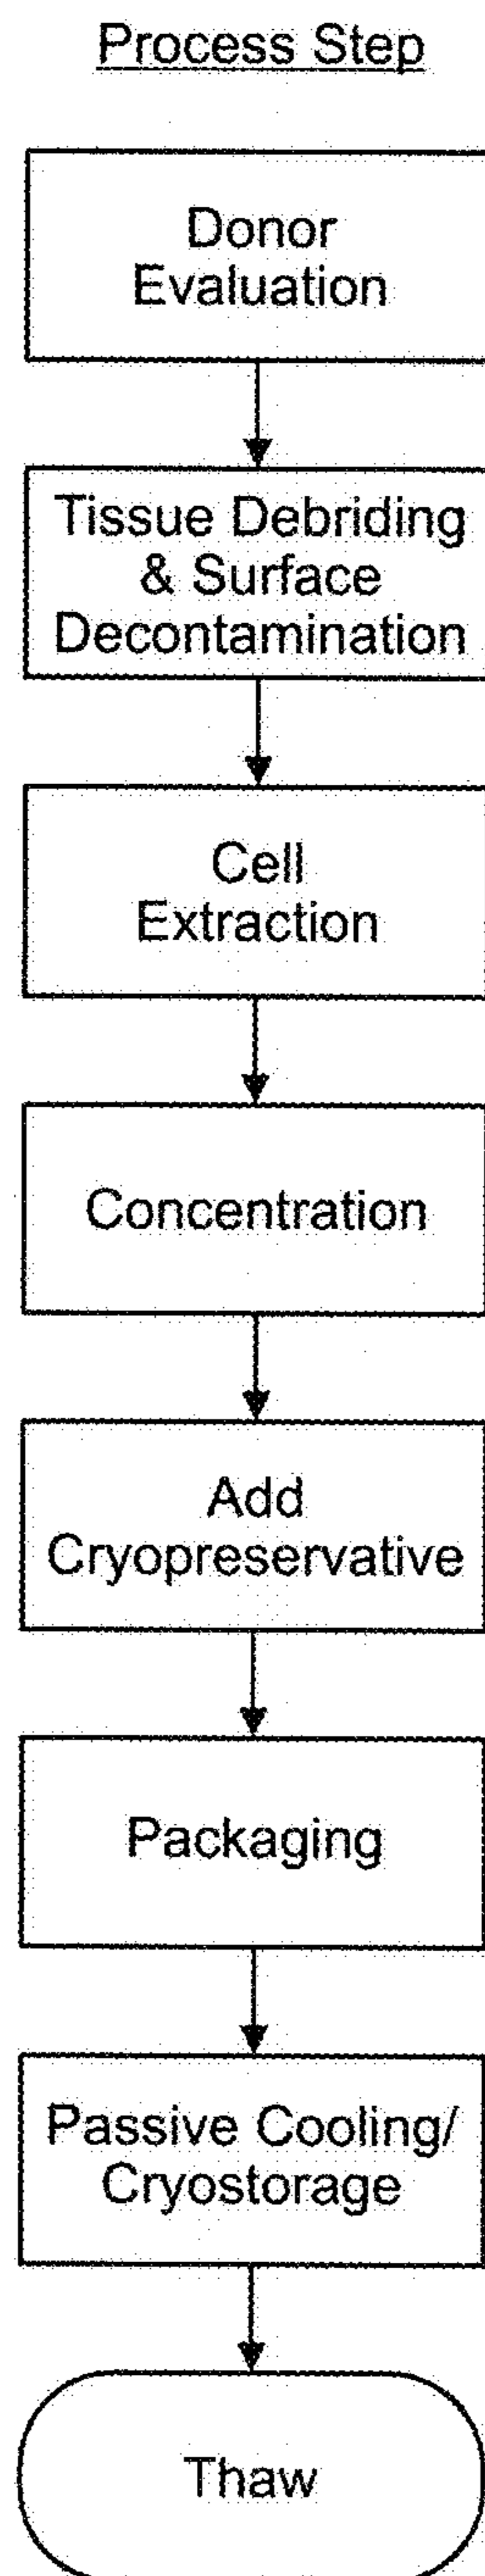 Process Step
Donor
Evaluation
Tissue Debriding
& Surface
Decontamination
Cell
Extraction
Concentration
Add
Cryopreservative
Packaging
Passive Cooling/
Cryostorage
Thaw